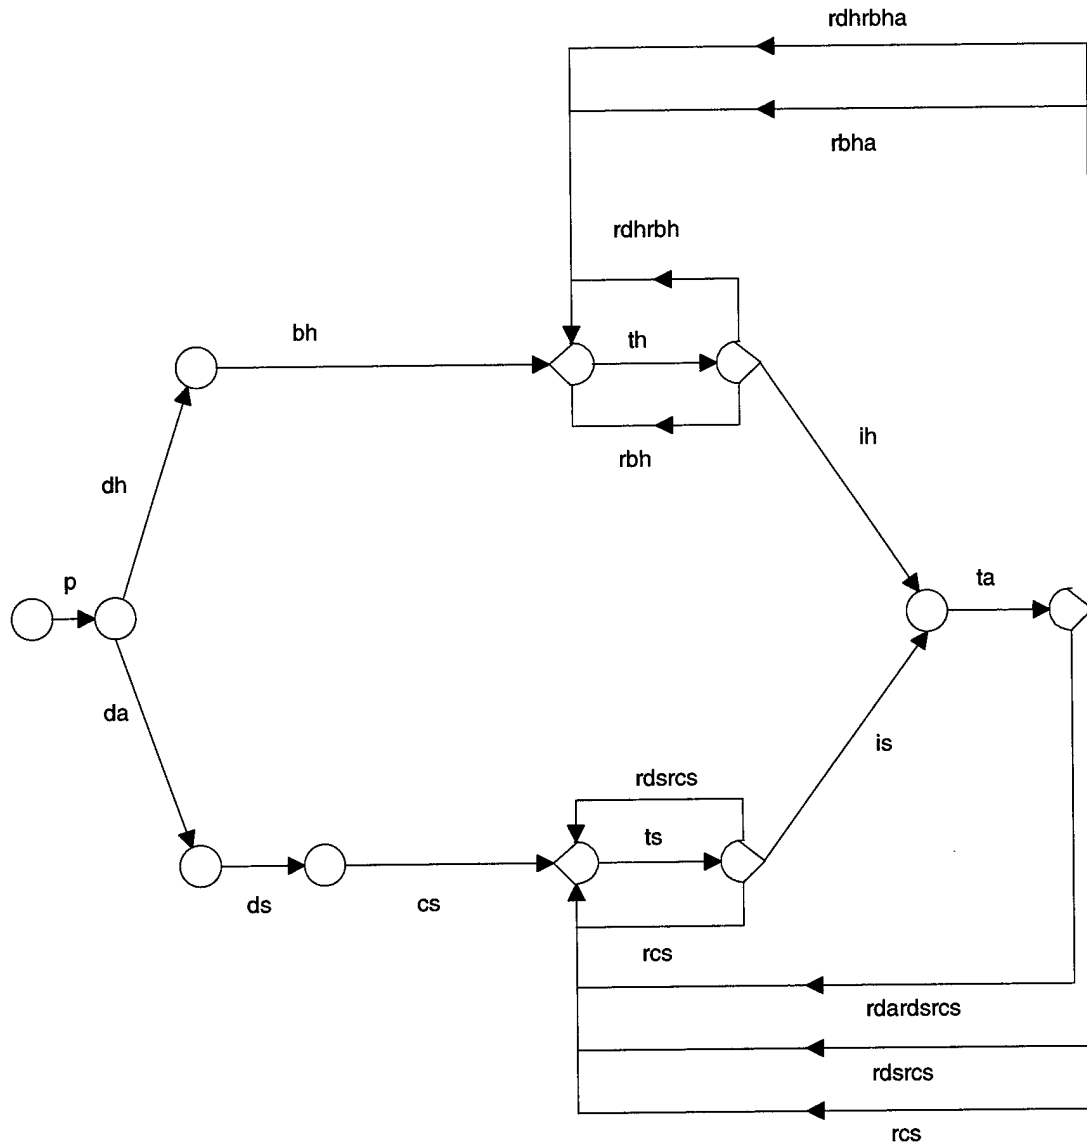 rdhrbha
rbha
rdhrbh
bh
th
rbh
ih
dh
p
ta
da
is
rdsrcs
ts
ds
cs
rcs
rdardsrcs
rdsrcs
rcs